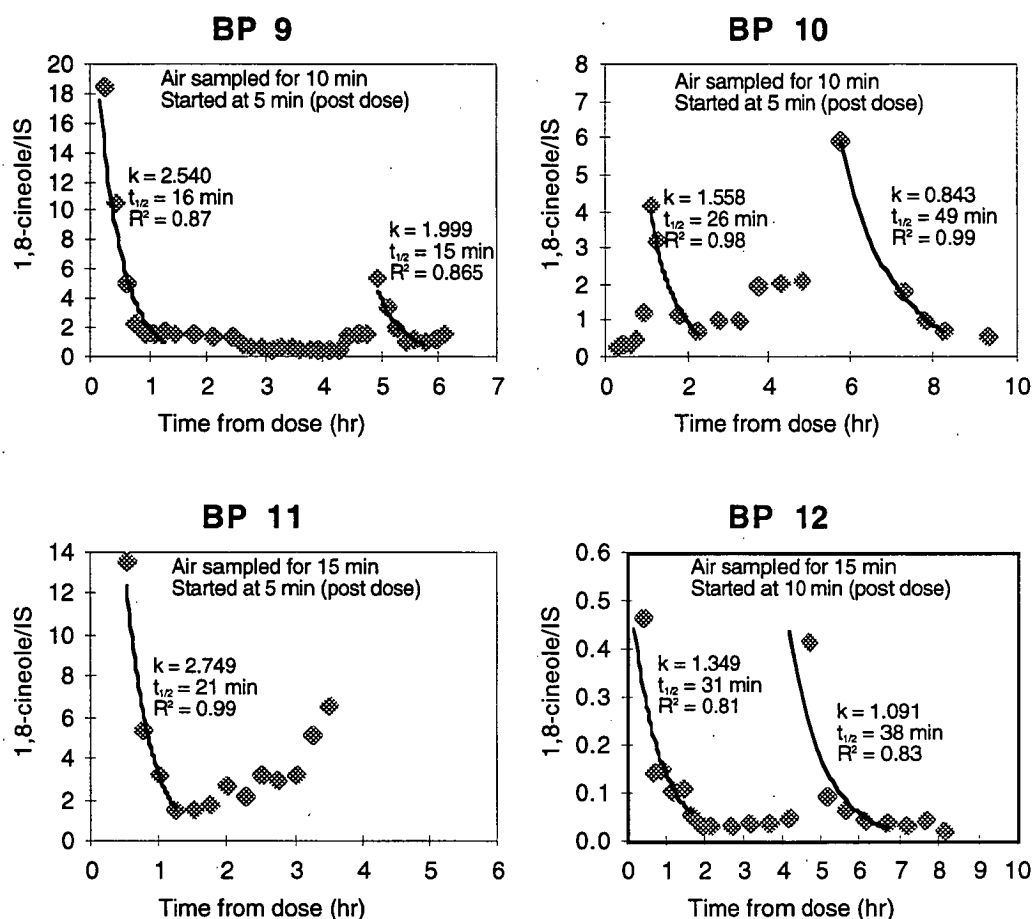 BP 9
20
18
16
14
12
10
8
6
4
2
0
1,8-cineole/IS
Air sampled for 10 min
Started at 5 min (post dose)
k = 2.540
t1/2 = 16 min
R² = 0.87
k = 1.999
t1/2 = 15 min
R² = 0.865
0 1 2 3 4 5 6 7
Time from dose (hr)
BP 10
8
7
6
5
4
3
2
1
0
1,8-cineole/IS
Air sampled for 10 min
Started at 5 min (post dose)
k = 1.558
t1/2 = 26 min
R² = 0.98
k = 0.843
t1/2 = 49 min
R² = 0.99
0 2 4 6 8 10
Time from dose (hr)
BP 11
14
12
10
8
6
4
2
0
1,8-cineole/IS
Air sampled for 15 min
Started at 5 min (post dose)
k = 2.749
t1/2 = 21 min
R² = 0.99
0 1 2 3 4 5 6
Time from dose (hr)
BP 12
0.6
0.5
0.4
0.3
0.2
0.1
0.0
1,8-cineole/IS
Air sampled for 15 min
Started at 10 min (post dose)
k = 1.349
t1/2 = 31 min
R² = 0.81
k = 1.091
t1/2 = 38 min
R² = 0.83
0 1 2 3 4 5 6 7 8 9 10
Time from dose (hr)